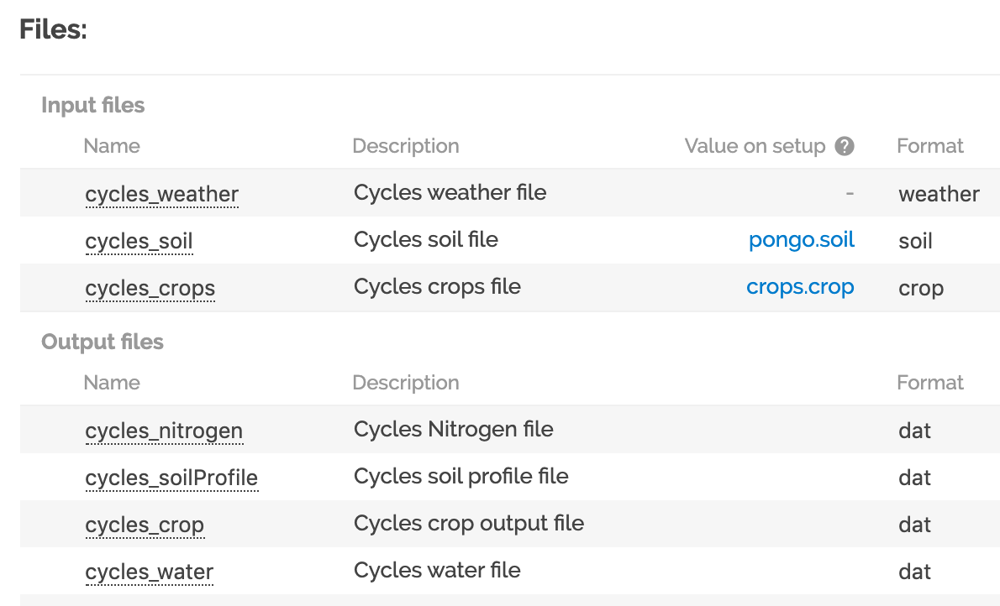 Files:
Input files
Name Description Value on setup ? Format
cycles_weather Cycles weather file - weather
cycles_soil Cycles soil file pongo.soil soil
cycles_crops Cycles crops file crops.crop crop
Output files
Name Description Format
cycles_nitrogen Cycles Nitrogen file dat
cycles_soilProfile Cycles soil profile file dat
cycles_crop Cycles crop output file dat
cycles_water Cycles water file dat